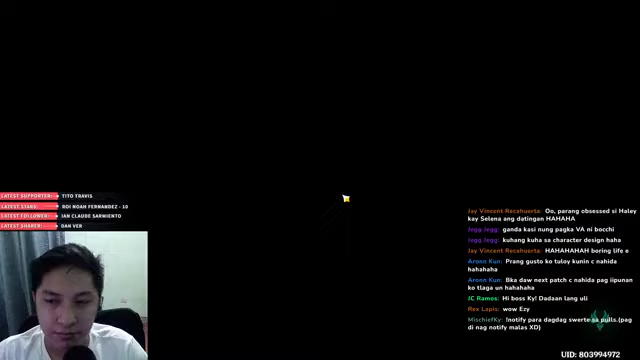 LATEST SUPPORTER: TITO TRAVIS
LATEST STARS: ROI NOAH FERNANDEZ - 10
LATEST FOLLOWER: IAN CLAUDE SARMIENTO
LATEST SHARER: DAN VER
Jay Vincent Recahuerta: Oo, parang obsessed si Haley
kay Selena ang datingan HAHAHA
Jegg Jegg: ganda kasi nung pagka VA ni bocchi
Jegg Jegg: kuhang kuha sa character design haha
Jay Vincent Recahuerta: HAHAHAHAH boring life e
Aronn Kun: Prang gusto ko tuloy kunin c nahida
hahahaha
Aronn Kun: Bka daw next patch c nahida pag iipunan
ko tlaga un hahahaha
JC Ramos: Hi boss Ky! Dadaan lang uli
Rex Lapis: wow Ezy
MischiefKy: !notify para dagdag swerte sa pulls.(pag
di nag notify malas XD)
UID: 803994972